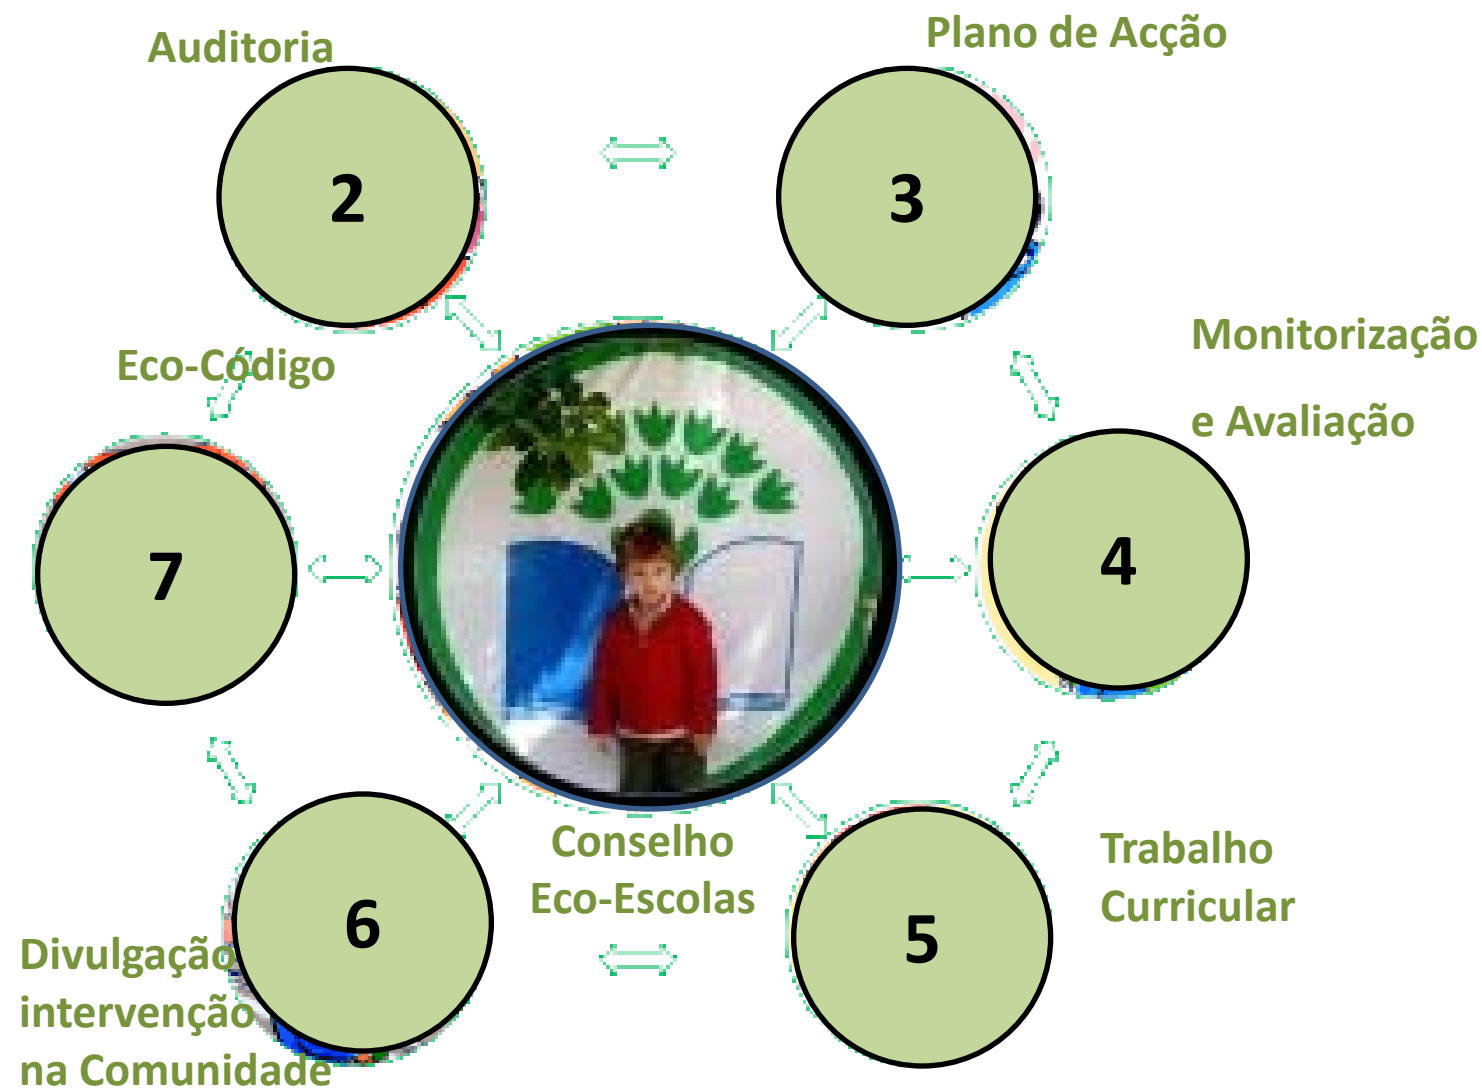 Auditoria
Plano de Acção
2
3
Monitorização
e Avaliação
Eco-Código
7
4
Conselho
Eco-Escolas
Trabalho
Curricular
6
5
Divulgação
intervenção
na Comunidade